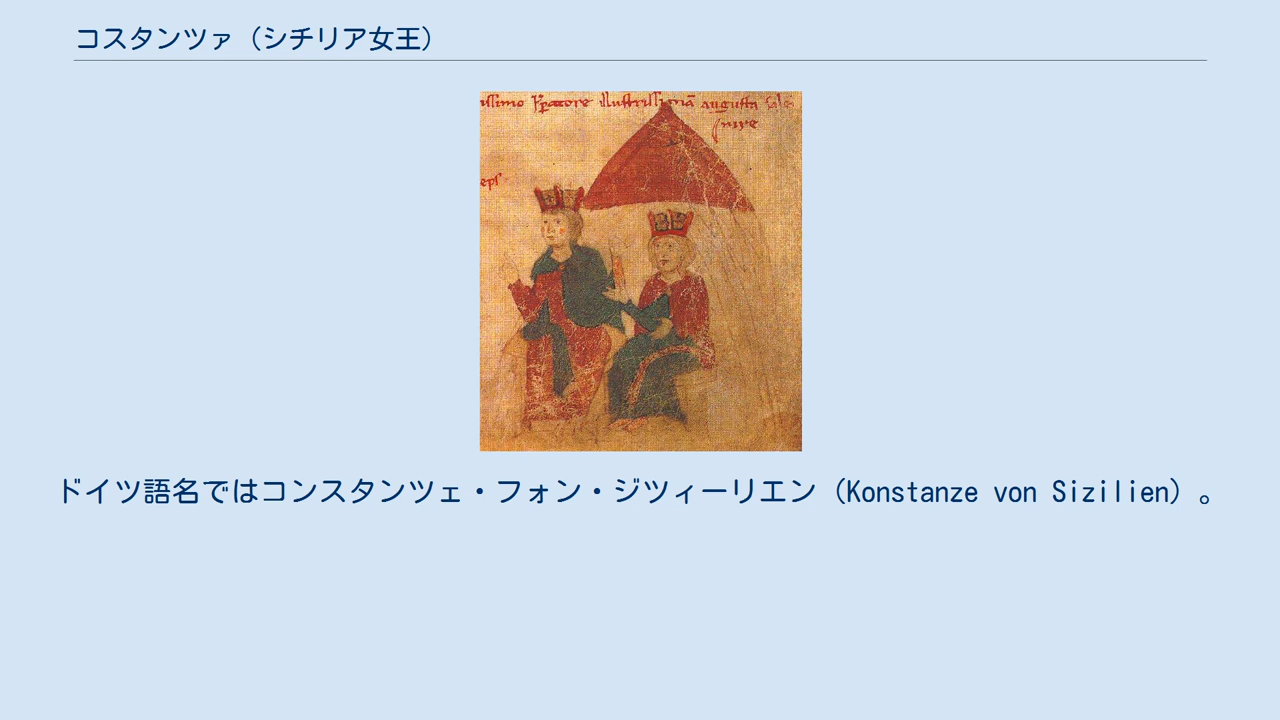 コスタンツァ（シチリア女王）
augusta
ドイツ語名ではコンスタンツェ・フォン・ジツィーリエン（Konstanze von Sizilien）。